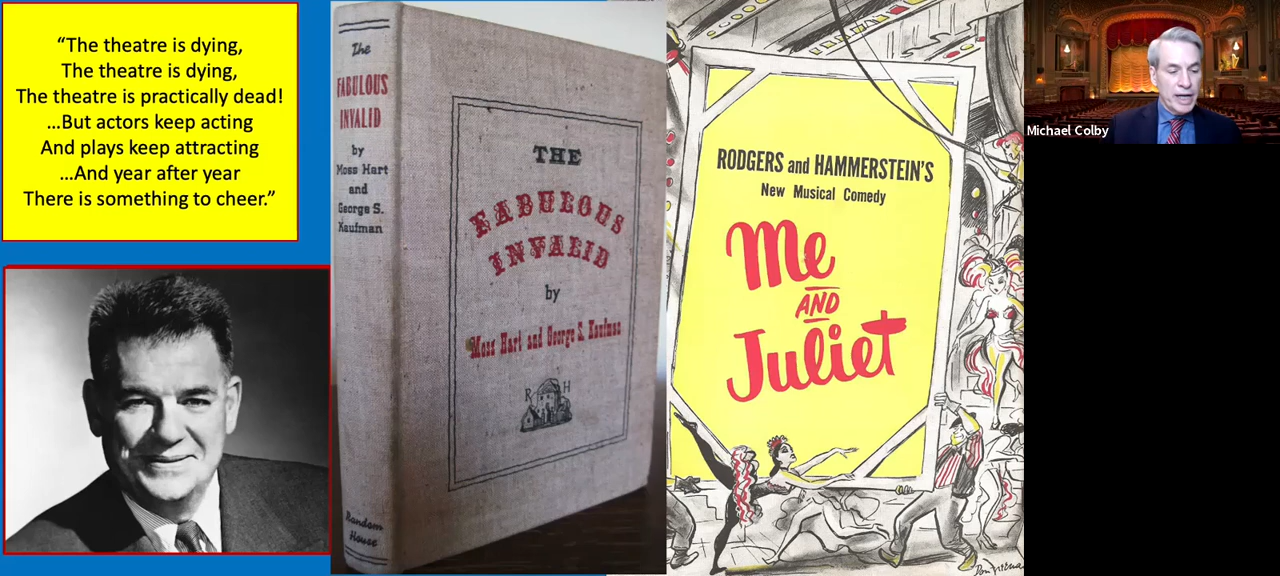 “The theatre is dying,
The theatre is dying,
The theatre is practically dead!
...But actors keep acting
And plays keep attracting
...And year after year
There is something to cheer.”
The
FABULOUS
INVALID
by
Moss Hart
and
George S.
Kaufman
Random
House
THE
FABULOUS
INVALID
by
Moss Hart and George S. Kaufman
R H
RODGERS and HAMMERSTEIN'S
New Musical Comedy
Me
AND
Juliet
Michael Colby